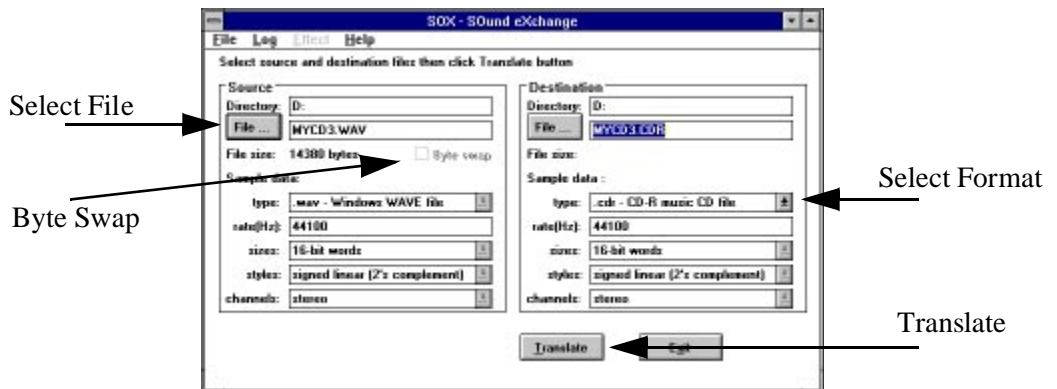 SOX - SOund eXchange
File Log Effect Help
Select source and destination files then click Translate button
Source
Directory: D:
File ... MYCD3.WAV
File size: 14380 bytes
Byte swap
Sample data:
type: .wav - Windows WAVE file
rate(Hz): 44100
sizes: 16-bit words
styles: signed linear (2's complement)
channels: stereo
Destination
Directory: D:
File ... MYCD3.CDR
File size:
Sample data :
type: .cdr - CD-R music CD file
rate(Hz): 44100
sizes: 16-bit words
styles: signed linear (2's complement)
channels: stereo
Translate
Exit
Select File
Byte Swap
Select Format
Translate